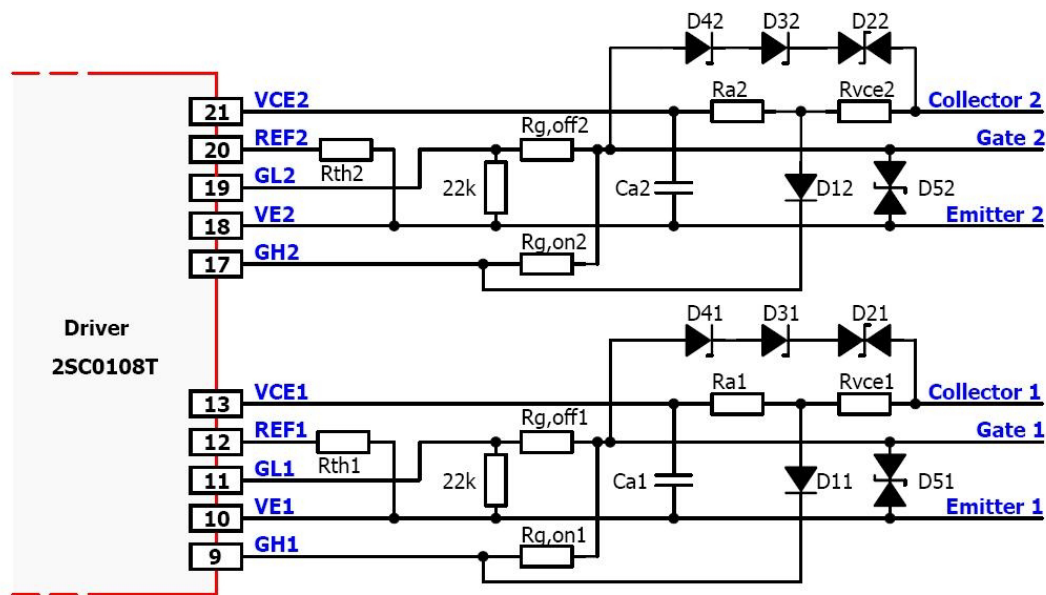 D42 D32 D22
21 VCE2 Ra2 Rvce2 Collector 2
20 REF2 Rg,off2 Gate 2
Rth2
19 GL2 22k Ca2 D12 D52
18 VE2 Emitter 2
17 GH2 Rg,on2
Driver
2SC0108T
D41 D31 D21
13 VCE1 Ra1 Rvce1 Collector 1
12 REF1 Rg,off1 Gate 1
Rth1
11 GL1 22k Ca1 D11 D51
10 VE1 Emitter 1
9 GH1 Rg,on1